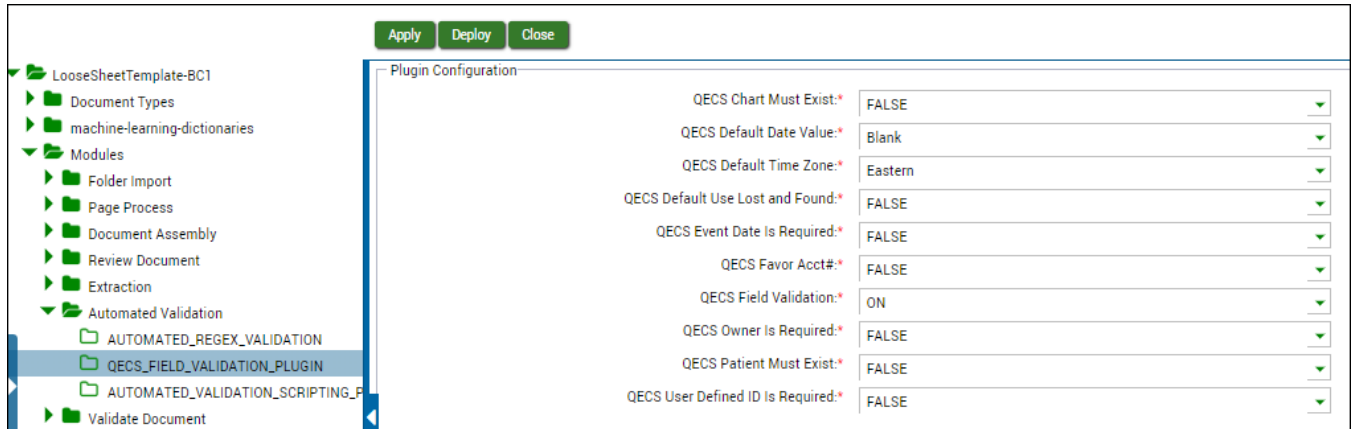 Apply Deploy Close
LooseSheetTemplate-BC1
Document Types
machine-learning-dictionaries
Modules
Folder Import
Page Process
Document Assembly
Review Document
Extraction
Automated Validation
AUTOMATED_REGEX_VALIDATION
QECS_FIELD_VALIDATION_PLUGIN
AUTOMATED_VALIDATION_SCRIPTING_P
Validate Document
Plugin Configuration
QECS Chart Must Exist:* FALSE
QECS Default Date Value:* Blank
QECS Default Time Zone:* Eastern
QECS Default Use Lost and Found:* FALSE
QECS Event Date Is Required:* FALSE
QECS Favor Acct#:* FALSE
QECS Field Validation:* ON
QECS Owner Is Required:* FALSE
QECS Patient Must Exist:* FALSE
QECS User Defined ID Is Required:* FALSE